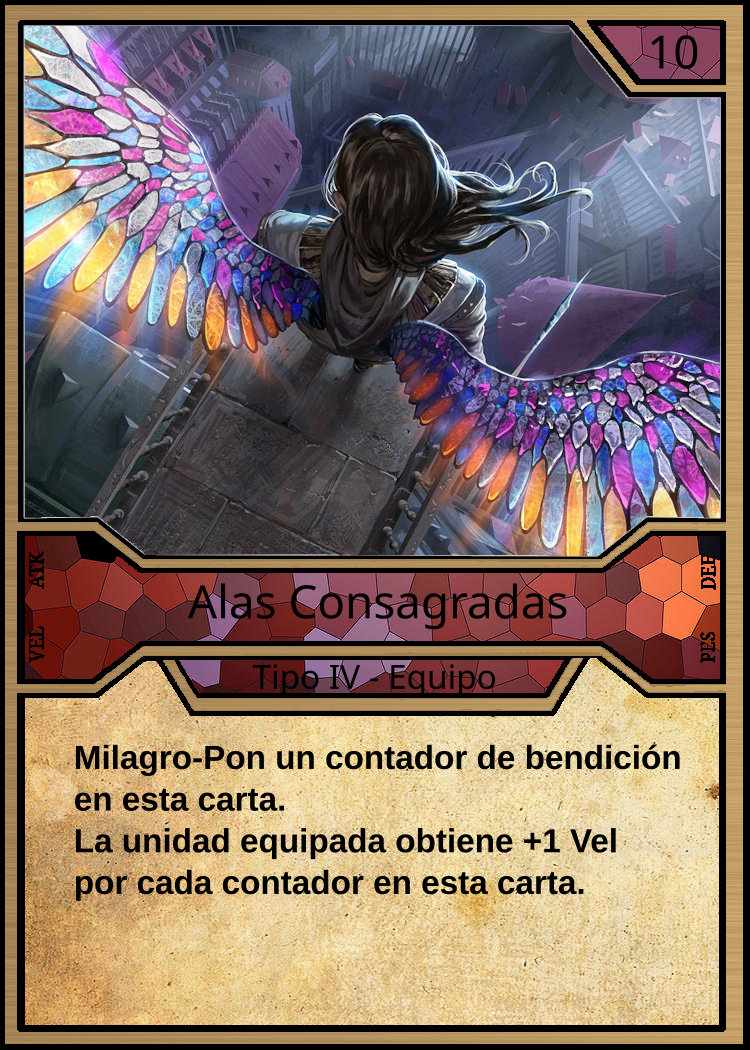 10
ATK
DEF
Alas Consagradas
VEL
PES
Tipo IV - Equipo
Milagro-Pon un contador de bendición
en esta carta.
La unidad equipada obtiene +1 Vel
por cada contador en esta carta.